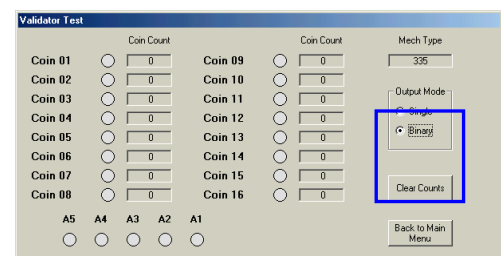 Validator Test
Coin Count Coin Count Mech Type
Coin 01 0 Coin 09 0 335
Coin 02 0 Coin 10 0
Coin 03 0 Coin 11 0 Output Mode
Coin 04 0 Coin 12 0 Single
Coin 05 0 Coin 13 0 Binary
Coin 06 0 Coin 14 0
Coin 07 0 Coin 15 0
Coin 08 0 Coin 16 0 Clear Counts
A5 A4 A3 A2 A1
Back to Main
Menu